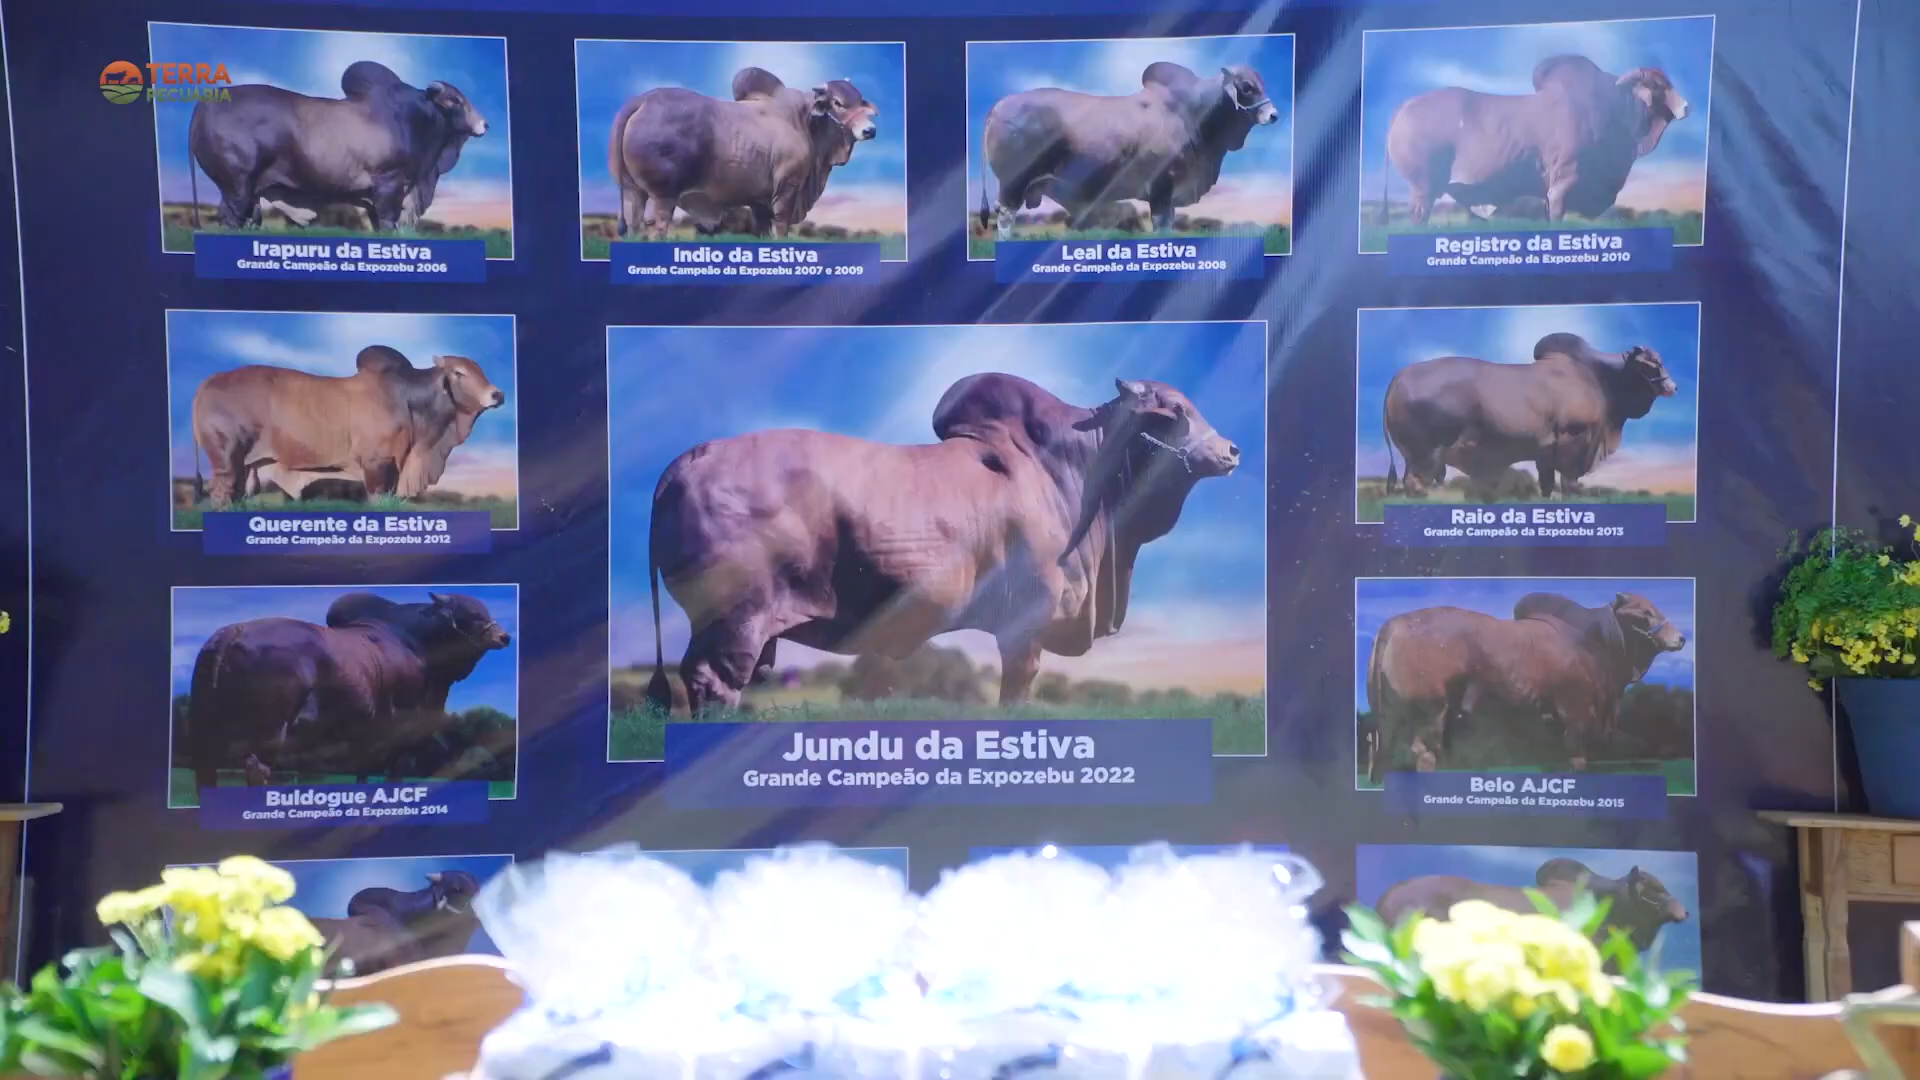 TERRA
PECUÁRIA
Irapuru da Estiva
Grande Campeão da Expozebu 2006
Indio da Estiva
Grande Campeão da Expozebu 2007 e 2009
Leal da Estiva
Grande Campeão da Expozebu 2008
Registro da Estiva
Grande Campeão da Expozebu 2010
Querente da Estiva
Grande Campeão da Expozebu 2012
Raio da Estiva
Grande Campeão da Expozebu 2013
Jundu da Estiva
Grande Campeão da Expozebu 2022
Buldogue AJCF
Grande Campeão da Expozebu 2014
Belo AJCF
Grande Campeão da Expozebu 2015